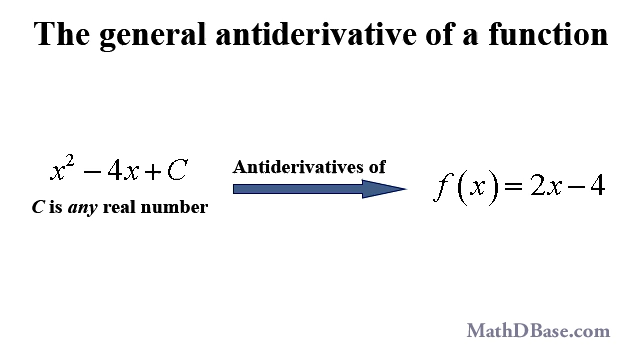 The general antiderivative of a function
x² − 4x + C
C is any real number
Antiderivatives of
f(x) = 2x − 4
MathDBase.com